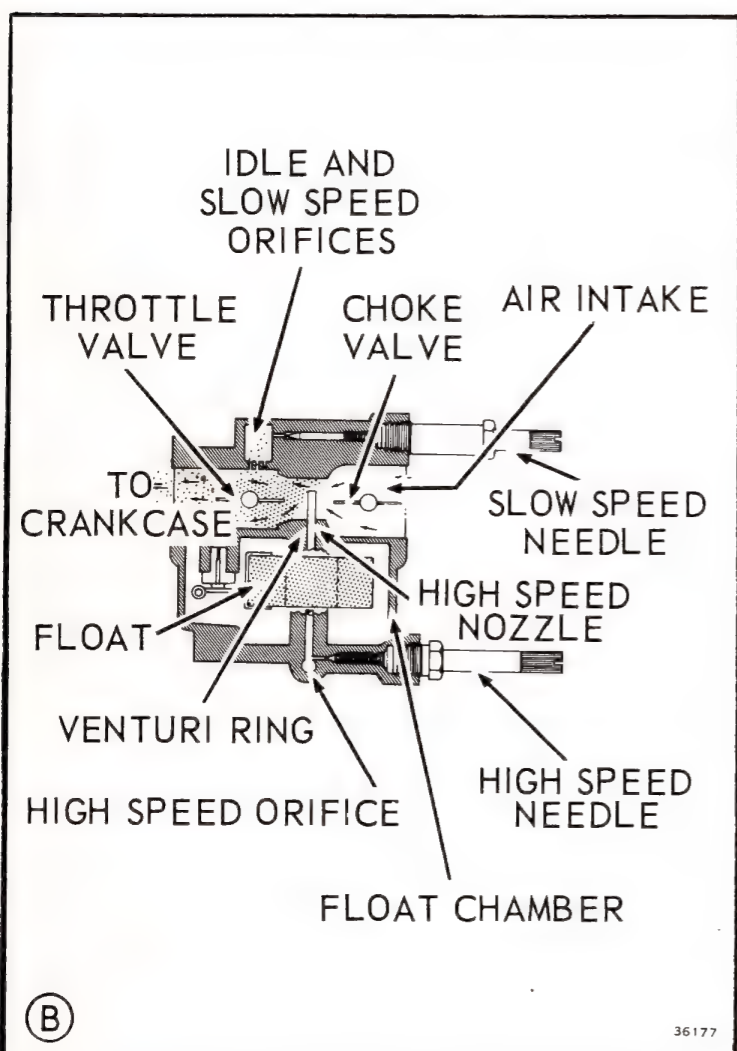 IDLE AND
SLOW SPEED
ORIFICES
THROTTLE
VALVE
CHOKE
VALVE
AIR INTAKE
TO
CRANKCASE
SLOW SPEED
NEEDLE
HIGH SPEED
NOZZLE
FLOAT
VENTURI RING
HIGH SPEED
NEEDLE
HIGH SPEED ORIFICE
FLOAT CHAMBER
B
36177